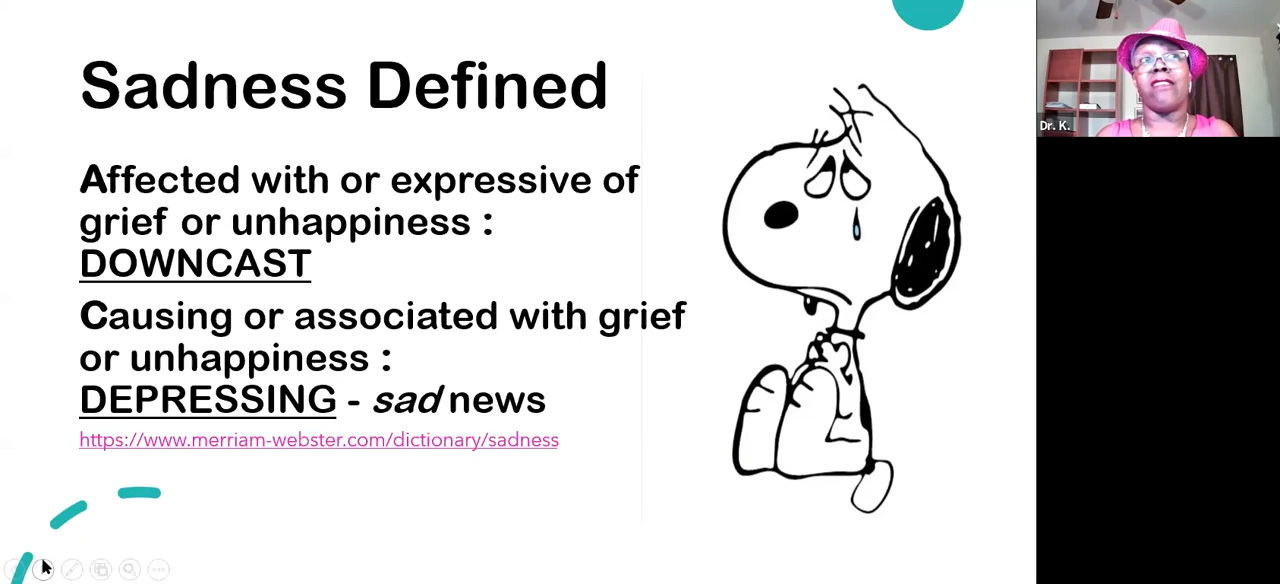 Sadness Defined
Affected with or expressive of
grief or unhappiness :
DOWNCAST
Causing or associated with grief
or unhappiness :
DEPRESSING - sad news
https://www.merriam-webster.com/dictionary/sadness
Dr. K.